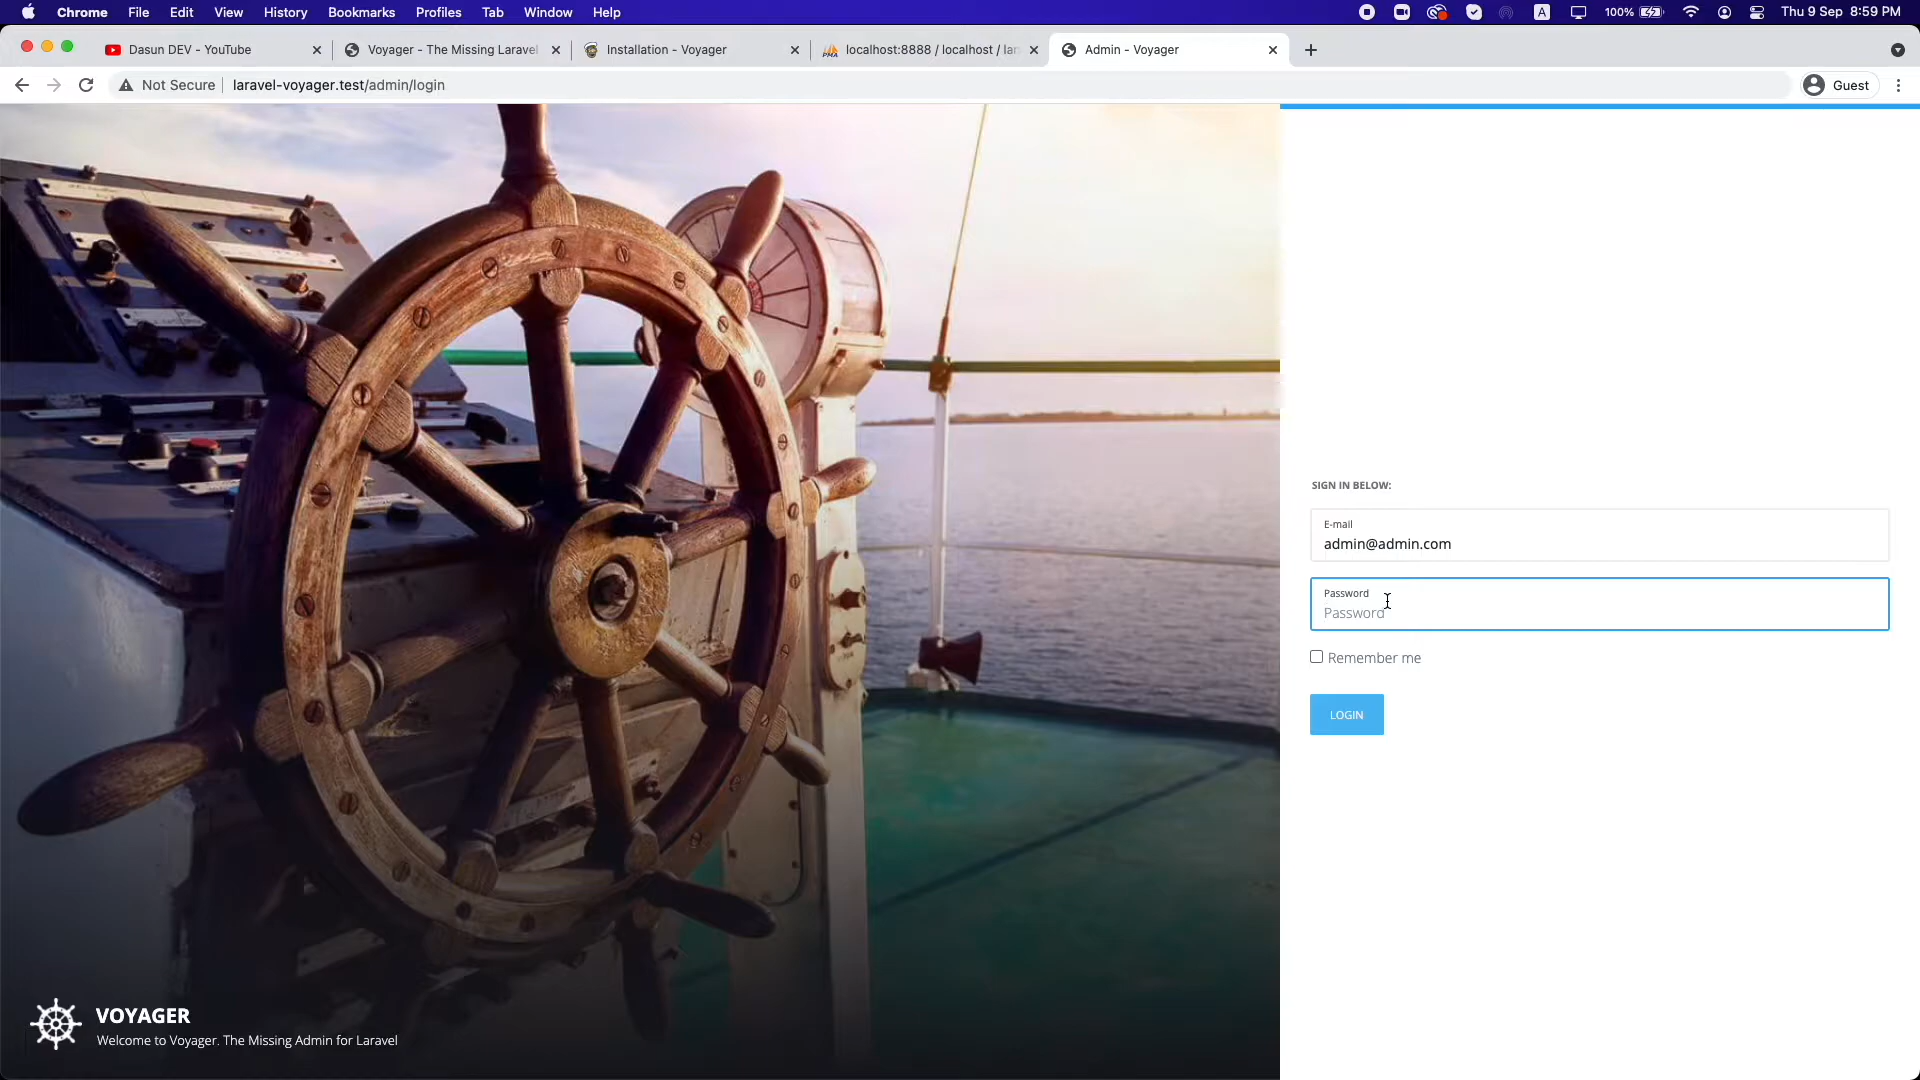 Chrome File Edit View History Bookmarks Profiles Tab Window Help
A 100% Thu 9 Sep 8:59 PM
Dasun DEV - YouTube
Voyager - The Missing Laravel
Installation - Voyager
PMA localhost:8888 / localhost / lar
Admin - Voyager
Not Secure laravel-voyager.test/admin/login
Guest
SIGN IN BELOW:
E-mail
admin@admin.com
Password
Password
Remember me
LOGIN
VOYAGER
Welcome to Voyager. The Missing Admin for Laravel